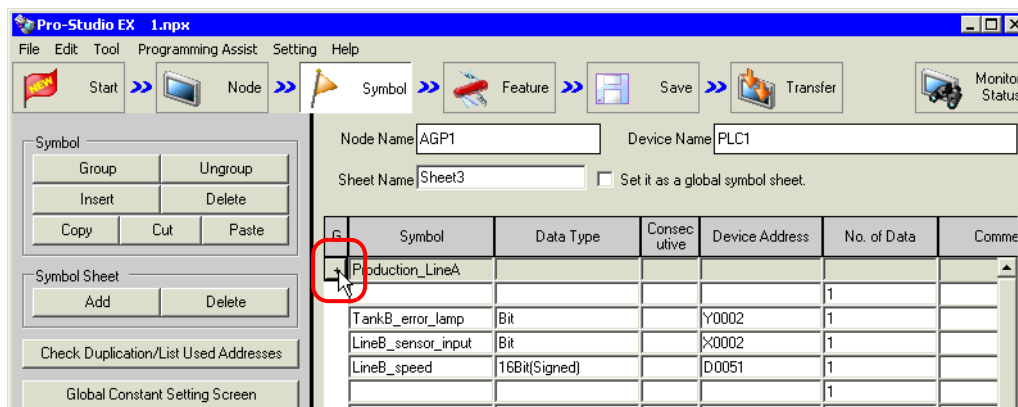 Pro-Studio EX 1.npx
File Edit Tool Programming Assist Setting Help
NEW Start Node Symbol Feature Save Transfer Monito
Status
Symbol
Group Ungroup
Insert Delete
Copy Cut Paste
Symbol Sheet
Add Delete
Check Duplication/List Used Addresses
Global Constant Setting Screen
Node Name AGP1 Device Name PLC1
Sheet Name Sheet3 Set it as a global symbol sheet.
G Symbol Data Type Consec
utive Device Address No. of Data Comme
+ Production_LineA
1
TankB_error_lamp Bit Y0002 1
LineB_sensor_input Bit X0002 1
LineB_speed 16Bit(Signed) D0051 1
1